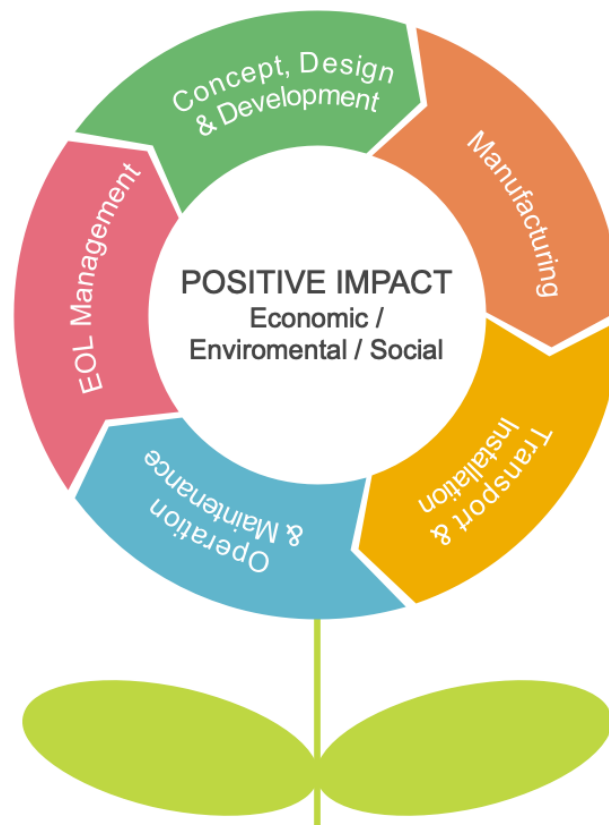 Concept, Design
& Development
Manufacturing
Transport &
Installation
Operation
& Maintenance
EOL Management
POSITIVE IMPACT
Economic /
Enviromental / Social